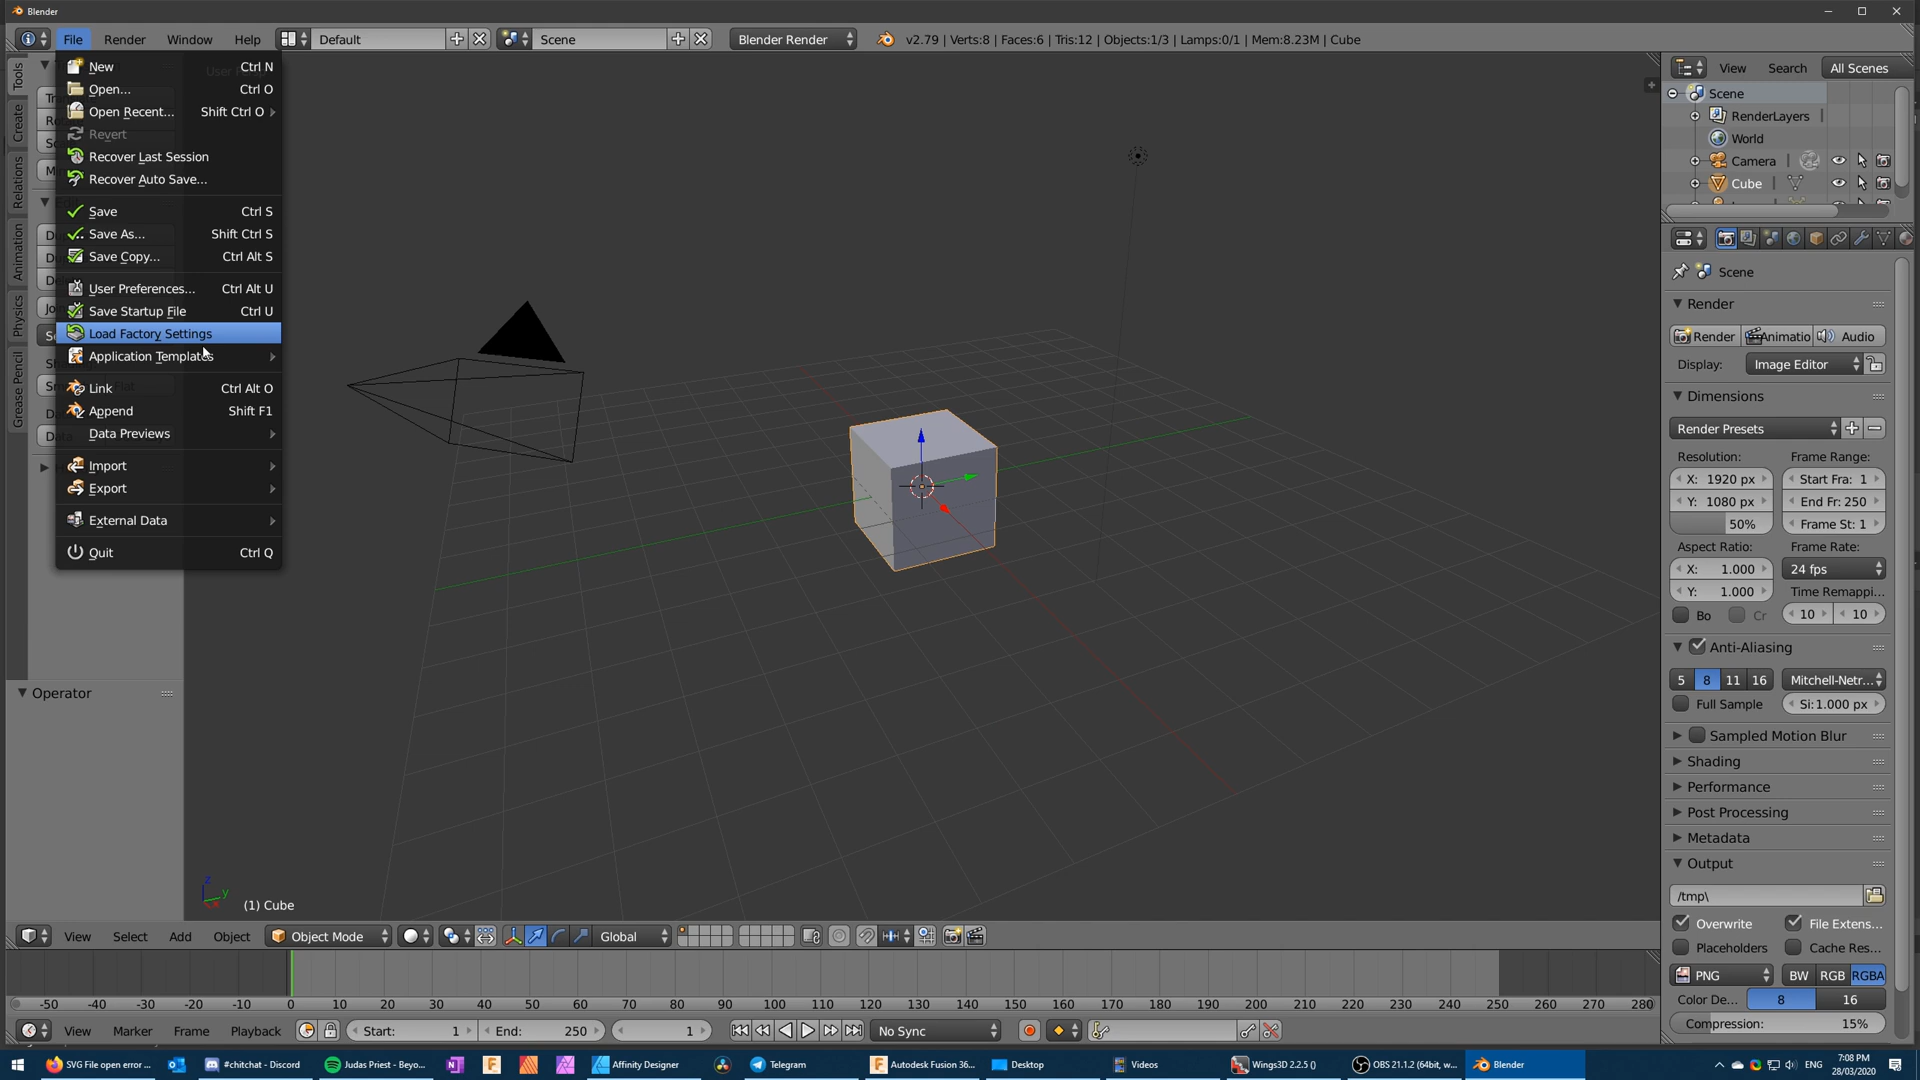 Blender
File Render Window Help Default Scene Blender Render v2.79 | Verts:8 | Faces:6 | Tris:12 | Objects:1/3 | Lamps:0/1 | Mem:8.23M | Cube
New Ctrl N
Open... Ctrl O
Open Recent... Shift Ctrl O
Revert
Recover Last Session
Recover Auto Save...
Save Ctrl S
Save As... Shift Ctrl S
Save Copy... Ctrl Alt S
User Preferences... Ctrl Alt U
Save Startup File Ctrl U
Load Factory Settings
Application Templates
Link Ctrl Alt O
Append Shift F1
Data Previews
Import
Export
External Data
Quit Ctrl Q
Tools
Create
Relations
Animation
Physics
Grease Pencil
Operator
(1) Cube
View Search All Scenes
Scene
RenderLayers
World
Camera
Cube
Scene
Render
Render Animatio Audio
Display: Image Editor
Dimensions
Render Presets
Resolution: Frame Range:
X: 1920 px Start Fra: 1
Y: 1080 px End Fr: 250
50% Frame St: 1
Aspect Ratio: Frame Rate:
X: 1.000 24 fps
Y: 1.000 Time Remappi...
Bo Cr 10 10
Anti-Aliasing
5 8 11 16 Mitchell-Netr...
Full Sample Si:1.000 px
Sampled Motion Blur
Shading
Performance
Post Processing
Metadata
Output
/tmp\
Overwrite File Extens...
Placeholders Cache Res...
PNG BW RGB RGBA
Color De... 8 16
Compression: 15%
View Select Add Object Object Mode Global
-50 -40 -30 -20 -10 0 10 20 30 40 50 60 70 80 90 100 110 120 130 140 150 160 170 180 190 200 210 220 230 240 250 260 270 280
View Marker Frame Playback Start: 1 End: 250 1 No Sync
SVG File open error ... #chitchat - Discord Judas Priest - Beyo... Affinity Designer Telegram Autodesk Fusion 36... Desktop Videos Wings3D 2.2.5 () OBS 21.1.2 (64bit, w... Blender ENG 7:08 PM
28/03/2020